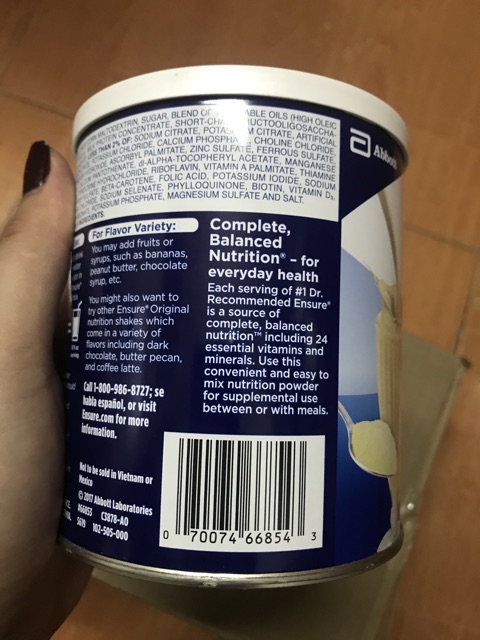 MALTODEXTRIN, SUGAR, BLEND OF VEGETABLE OILS (HIGH OLEIC
PROTEIN CONCENTRATE, SHORT-CHAIN FRUCTOOLIGOSACCHA-
LESS THAN 2% OF: SODIUM CITRATE, POTASSIUM CITRATE, ARTIFICIAL
CHLORIDE, CALCIUM PHOSPHATE, CHOLINE CHLORIDE
ASCORBYL PALMITATE, ZINC SULFATE, FERROUS SULFATE,
dl-ALPHA-TOCOPHERYL ACETATE, MANGANESE
RIBOFLAVIN, VITAMIN A PALMITATE, THIAMINE
BETA-CAROTENE, FOLIC ACID, POTASSIUM IODIDE, SODIUM
SODIUM SELENATE, PHYLLOQUINONE, BIOTIN, VITAMIN D₃,
POTASSIUM PHOSPHATE, MAGNESIUM SULFATE AND SALT.
Abbott
For Flavor Variety:
You may add fruits or
syrups, such as bananas,
peanut butter, chocolate
syrup, etc.
You might also want to
try other Ensure® Original
nutrition shakes which
come in a variety of
flavors including dark
chocolate, butter pecan,
and coffee latte.
Call 1-800-986-8727; se
habla español, or visit
Ensure.com for more
information.
Not to be sold in Vietnam or
Mexico
© 2017 Abbott Laboratories
A66853 C3878-A0
5619 102-505-000
Complete,
Balanced
Nutrition® – for
everyday health
Each serving of #1 Dr.
Recommended Ensure®
is a source of
complete, balanced
nutrition™ including 24
essential vitamins and
minerals. Use this
convenient and easy to
mix nutrition powder
for supplemental use
between or with meals.
0 70074 66854 3